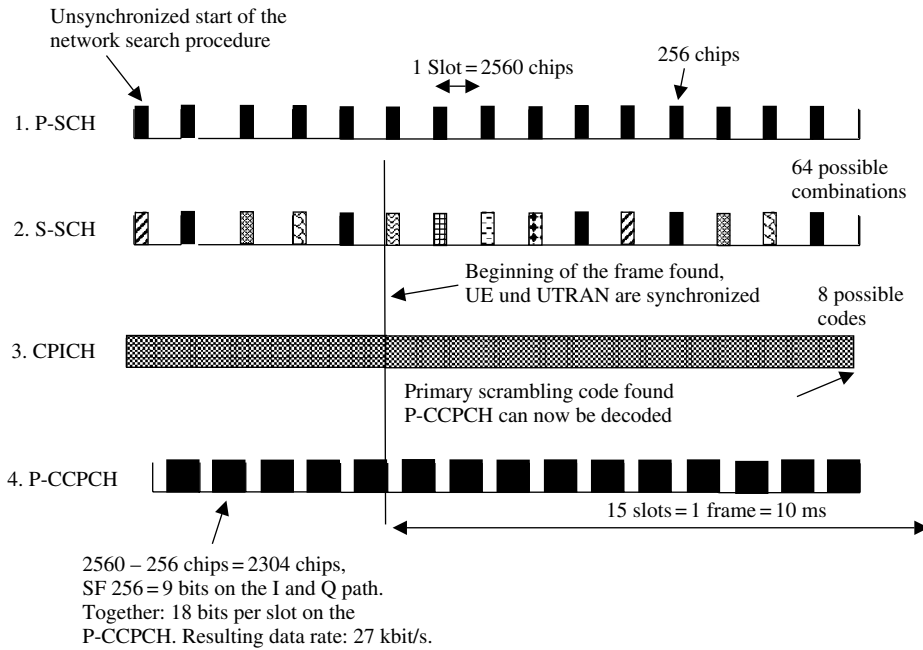 Unsynchronized start of the
network search procedure
1 Slot = 2560 chips
256 chips
1. P-SCH
64 possible
combinations
2. S-SCH
Beginning of the frame found,
UE und UTRAN are synchronized
8 possible
codes
3. CPICH
Primary scrambling code found
P-CCPCH can now be decoded
4. P-CCPCH
15 slots = 1 frame = 10 ms
2560 – 256 chips = 2304 chips,
SF 256 = 9 bits on the I and Q path.
Together: 18 bits per slot on the
P-CCPCH. Resulting data rate: 27 kbit/s.